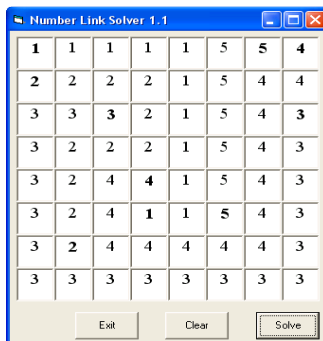 Number Link Solver 1.1
1 1 1 1 1 5 5 4
2 2 2 2 1 5 4 4
3 3 3 2 1 5 4 3
3 2 2 2 1 5 4 3
3 2 4 4 1 5 4 3
3 2 4 1 1 5 4 3
3 2 4 4 4 4 4 3
3 3 3 3 3 3 3 3
Exit Clear Solve